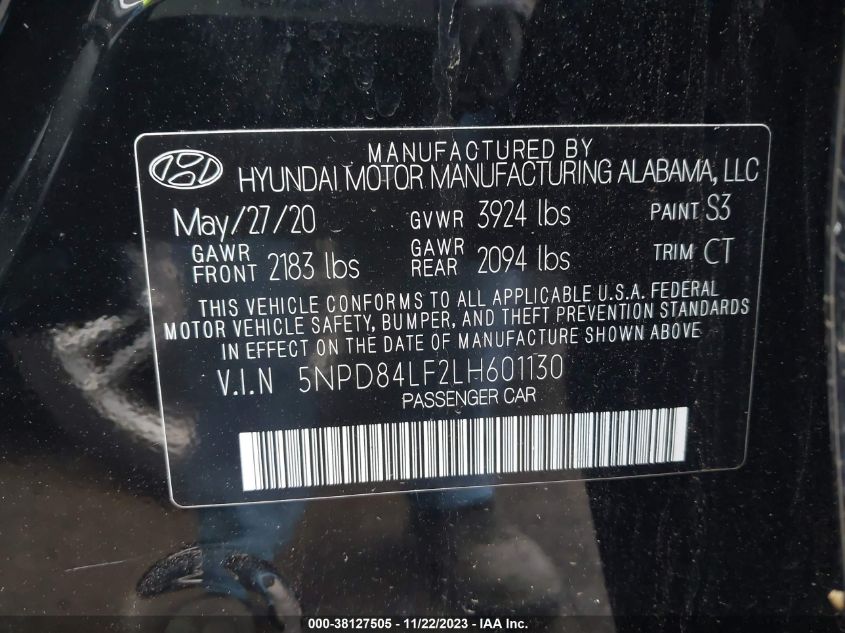 MANUFACTURED BY
HYUNDAI MOTOR MANUFACTURING ALABAMA, LLC
May/27/20 GVWR 3924 lbs PAINT S3
GAWR FRONT 2183 lbs GAWR REAR 2094 lbs TRIM CT
THIS VEHICLE CONFORMS TO ALL APPLICABLE U.S.A. FEDERAL
MOTOR VEHICLE SAFETY, BUMPER, AND THEFT PREVENTION STANDARDS
IN EFFECT ON THE DATE OF MANUFACTURE SHOWN ABOVE
V.I.N 5NPD84LF2LH601130
PASSENGER CAR
000-38127505 - 11/22/2023 - IAA Inc.